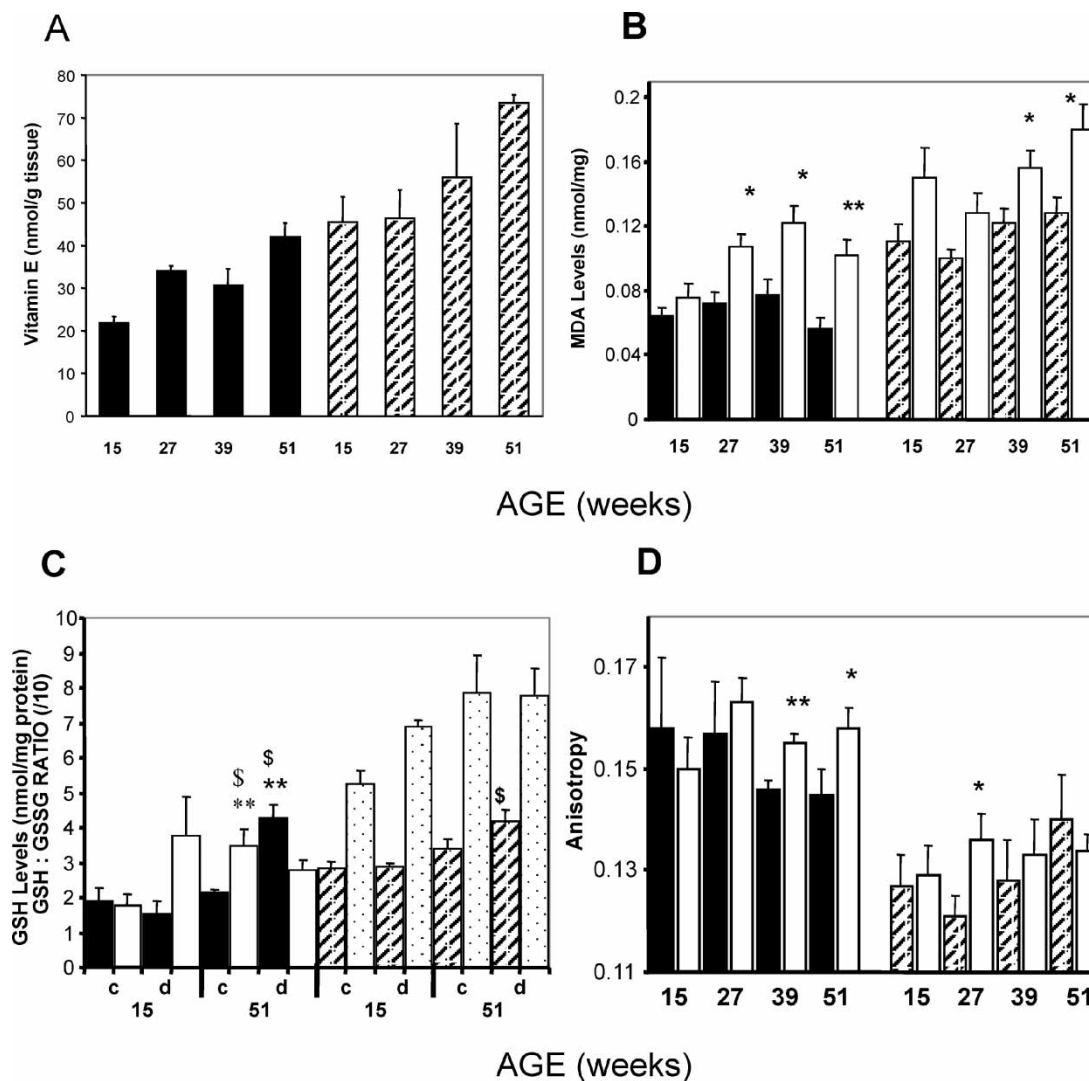 A
Vitamin E (nmol/g tissue)
80
70
60
50
40
30
20
10
0
15 27 39 51 15 27 39 51
B
MDA Levels (nmol/mg)
0.2
0.16
0.12
0.08
0.04
0
* * ** * *
15 27 39 51 15 27 39 51
AGE (weeks)
C
GSH Levels (nmol/mg protein)
GSH : GSSG RATIO (/10)
10
9
8
7
6
5
4
3
2
1
0
$ $ $
** **
c d c d c d c d
15 51 15 51
D
Anisotropy
0.17
0.15
0.13
0.11
** * *
15 27 39 51 15 27 39 51
AGE (weeks)